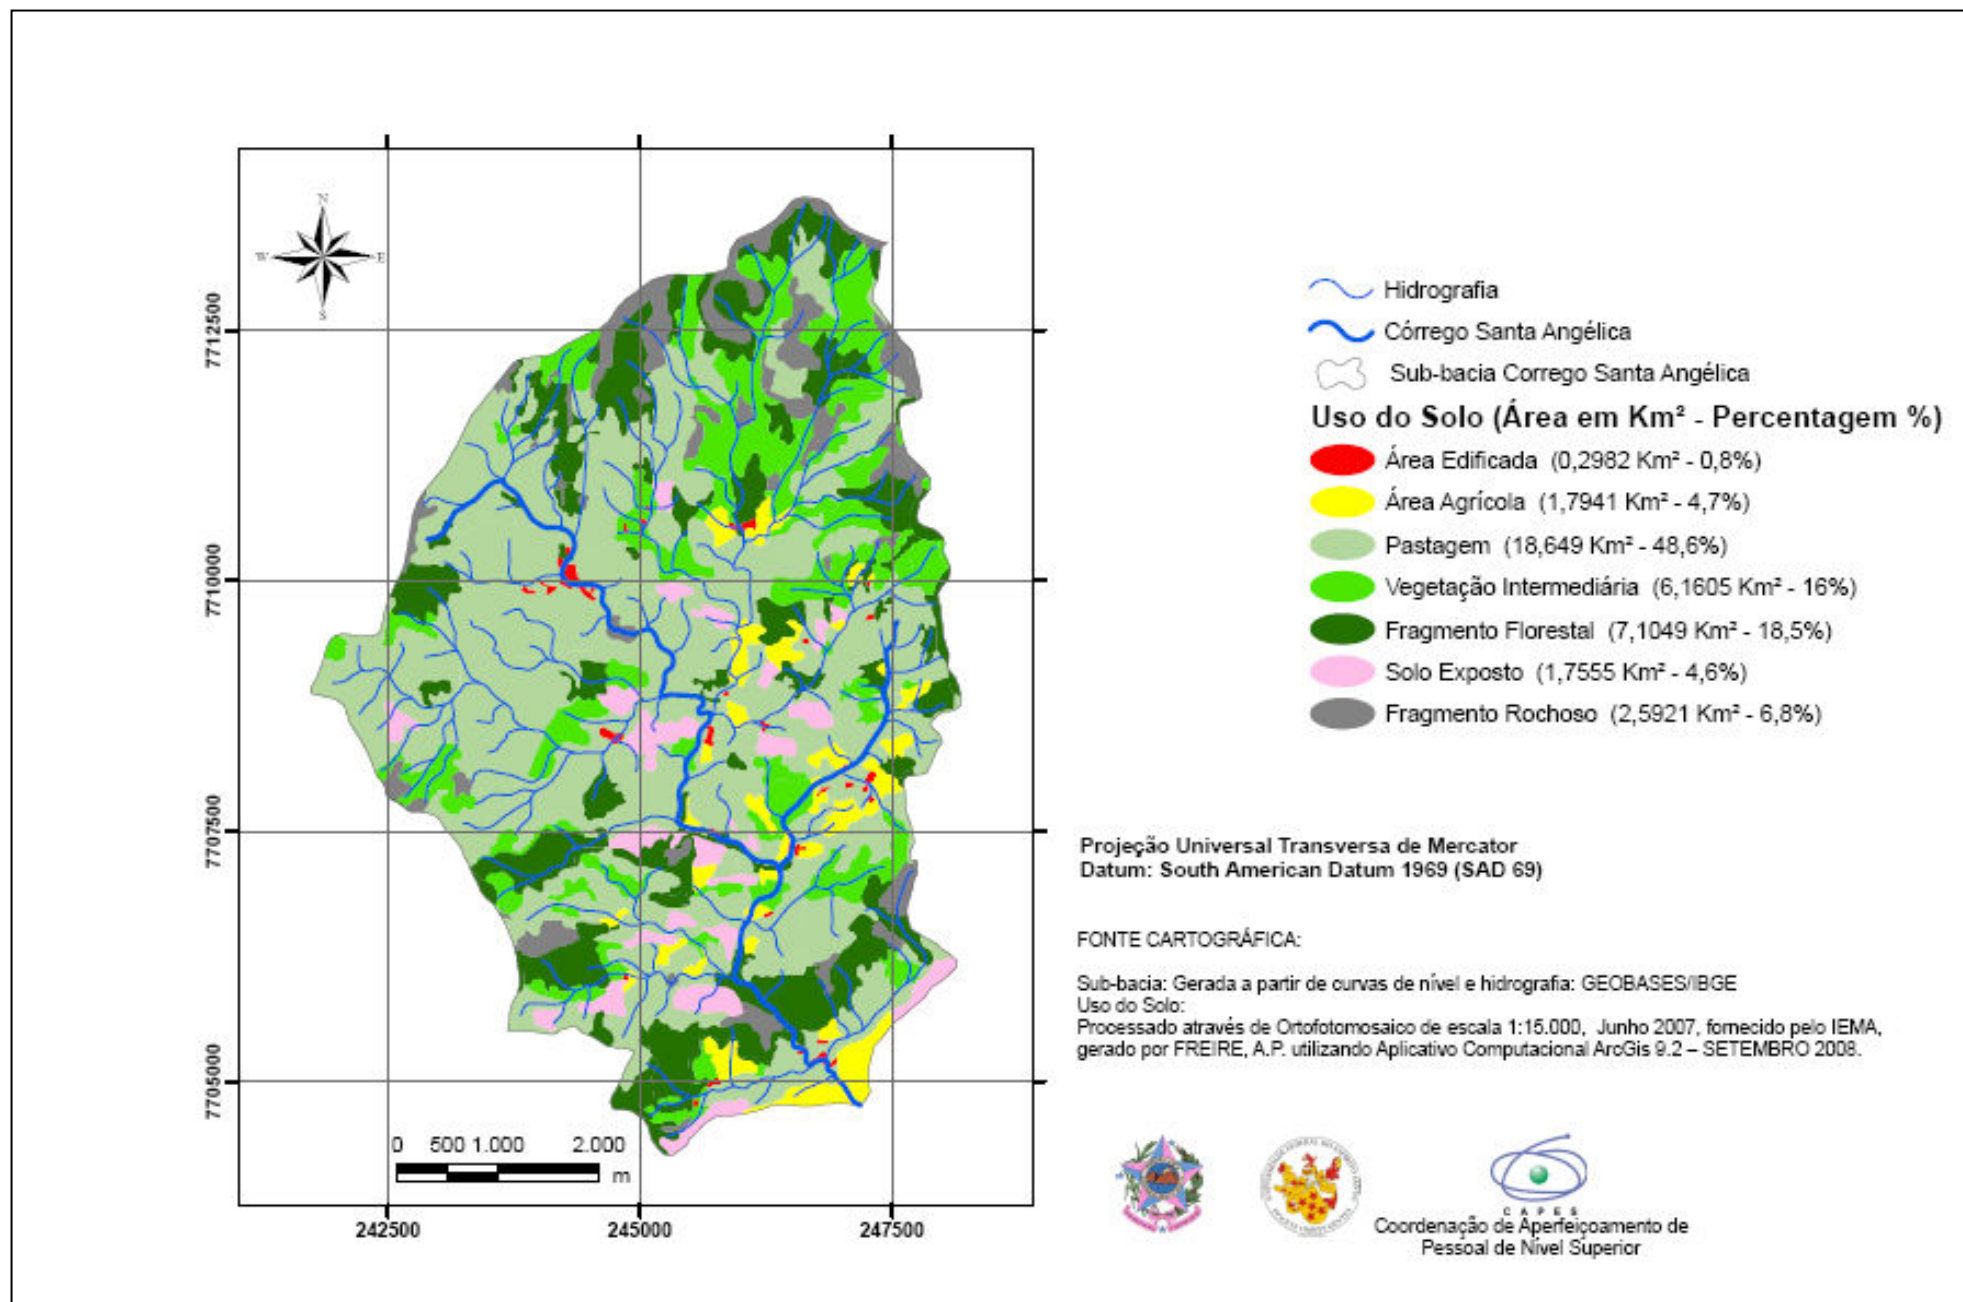 N
W
E
S
7712500
7710000
7707500
7705000
242500
245000
247500
0 500 1.000 2.000
m
Hidrografia
Córrego Santa Angélica
Sub-bacia Corrego Santa Angélica
Uso do Solo (Área em Km² - Percentagem %)
Área Edificada (0,2982 Km² - 0,8%)
Área Agrícola (1,7941 Km² - 4,7%)
Pastagem (18,649 Km² - 48,6%)
Vegetação Intermediária (6,1605 Km² - 16%)
Fragmento Florestal (7,1049 Km² - 18,5%)
Solo Exposto (1,7555 Km² - 4,6%)
Fragmento Rochoso (2,5921 Km² - 6,8%)
Projeção Universal Transversa de Mercator
Datum: South American Datum 1969 (SAD 69)
FONTE CARTOGRÁFICA:
Sub-bacia: Gerada a partir de curvas de nível e hidrografia: GEOBASES/IBGE
Uso do Solo:
Processado através de Ortofotomosaico de escala 1:15.000, Junho 2007, fornecido pelo IEMA,
gerado por FREIRE, A.P. utilizando Aplicativo Computacional ArcGis 9.2 – SETEMBRO 2008.
CAPES
Coordenação de Aperfeiçoamento de
Pessoal de Nível Superior